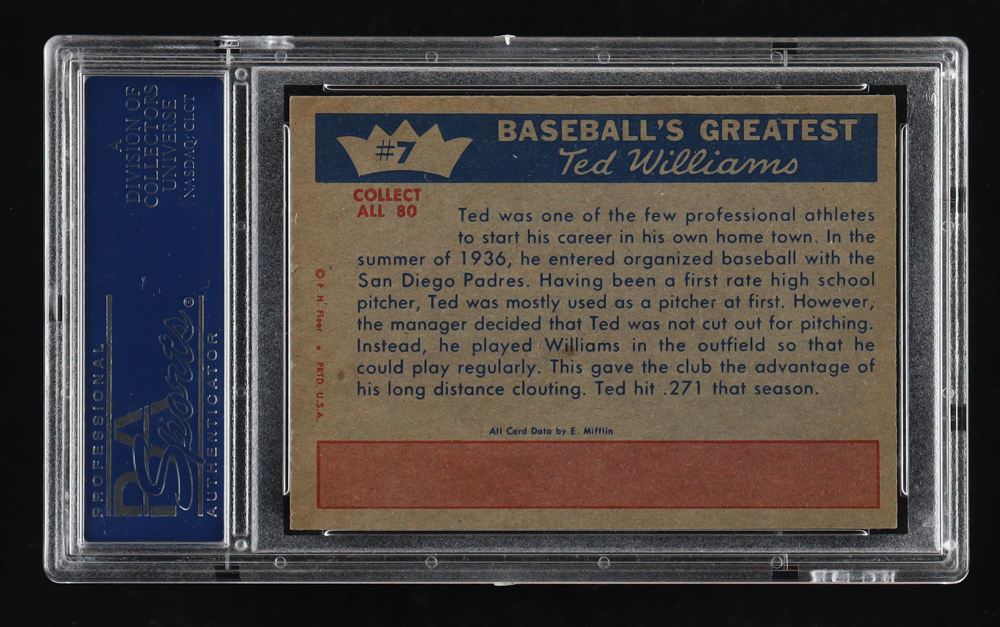 A
DIVISION OF
COLLECTORS
UNIVERSE
NASDAQ/CLCT
PROFESSIONAL
PSA
Sports®
AUTHENTICATOR
#7
BASEBALL'S GREATEST
Ted Williams
COLLECT
ALL 80
Ted was one of the few professional athletes
to start his career in his own home town. In the
summer of 1936, he entered organized baseball with the
San Diego Padres. Having been a first rate high school
pitcher, Ted was mostly used as a pitcher at first. However,
the manager decided that Ted was not cut out for pitching.
Instead, he played Williams in the outfield so that he
could play regularly. This gave the club the advantage of
his long distance clouting. Ted hit .271 that season.
© F. H. Fleer • PRTD. U.S.A.
All Card Data by E. Mifflin